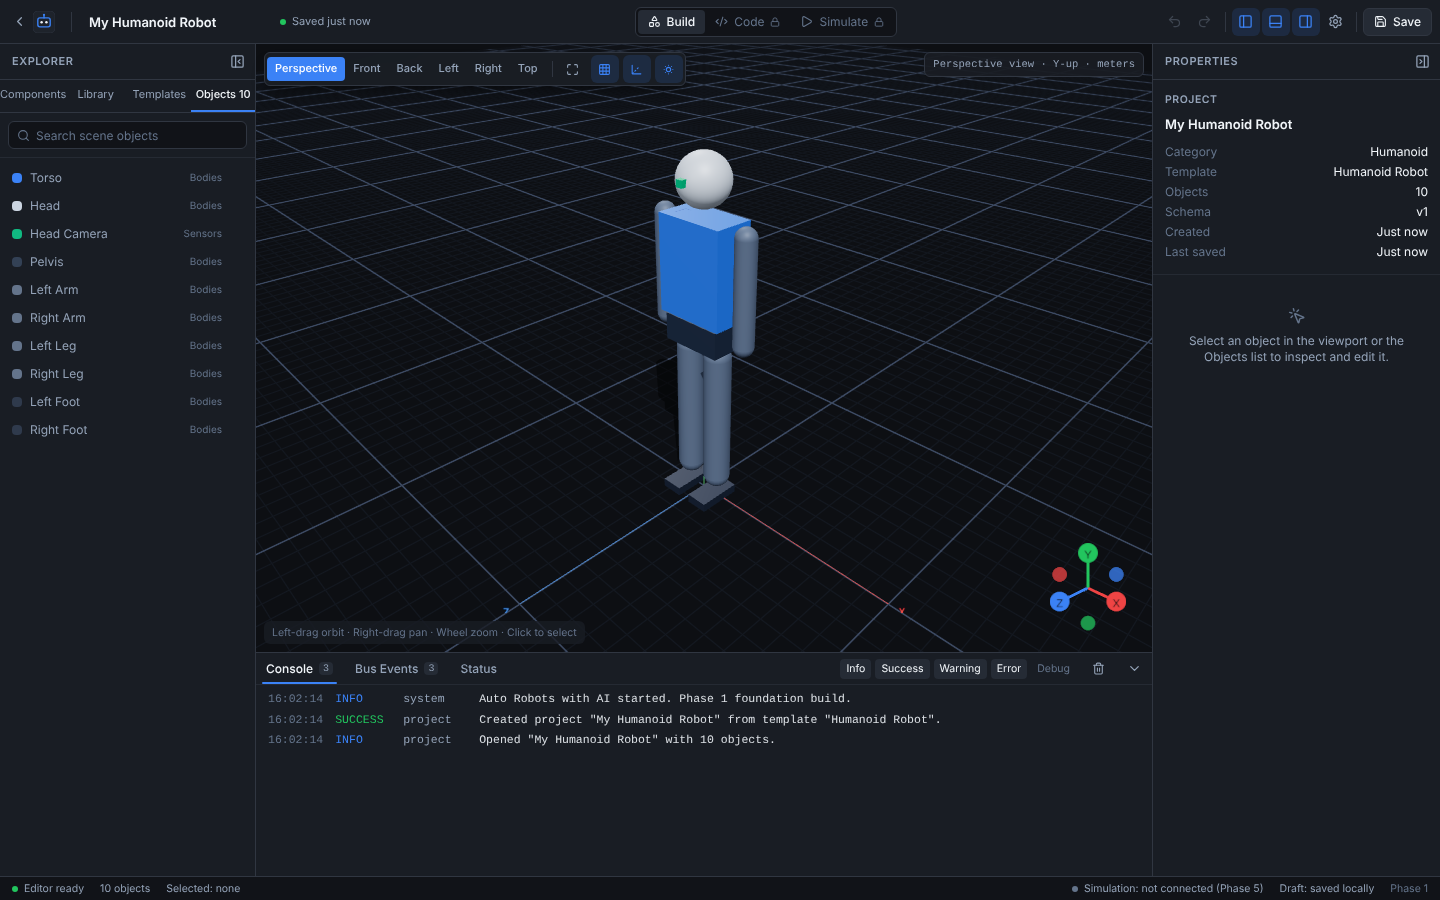 My Humanoid Robot
Saved just now
Build
Code
Simulate
Save
EXPLORER
Components
Library
Templates
Objects 10
Search scene objects
Torso Bodies
Head Bodies
Head Camera Sensors
Pelvis Bodies
Left Arm Bodies
Right Arm Bodies
Left Leg Bodies
Right Leg Bodies
Left Foot Bodies
Right Foot Bodies
Perspective
Front
Back
Left
Right
Top
Perspective view · Y-up · meters
Y
Z
X
Left-drag orbit · Right-drag pan · Wheel zoom · Click to select
Console 3
Bus Events 3
Status
Info
Success
Warning
Error
Debug
16:02:14 INFO system Auto Robots with AI started. Phase 1 foundation build.
16:02:14 SUCCESS project Created project "My Humanoid Robot" from template "Humanoid Robot".
16:02:14 INFO project Opened "My Humanoid Robot" with 10 objects.
PROPERTIES
PROJECT
My Humanoid Robot
Category Humanoid
Template Humanoid Robot
Objects 10
Schema v1
Created Just now
Last saved Just now
Select an object in the viewport or the
Objects list to inspect and edit it.
Editor ready
10 objects
Selected: none
Simulation: not connected (Phase 5)
Draft: saved locally
Phase 1